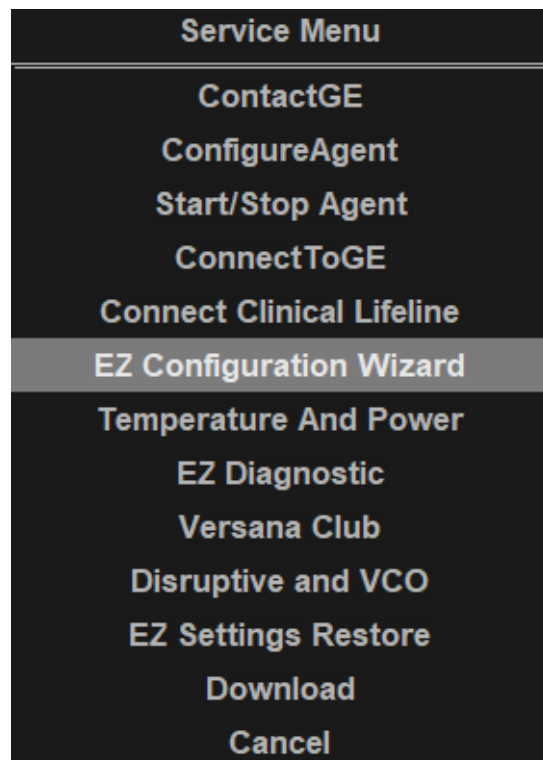 Service Menu
ContactGE
ConfigureAgent
Start/Stop Agent
ConnectToGE
Connect Clinical Lifeline
EZ Configuration Wizard
Temperature And Power
EZ Diagnostic
Versana Club
Disruptive and VCO
EZ Settings Restore
Download
Cancel